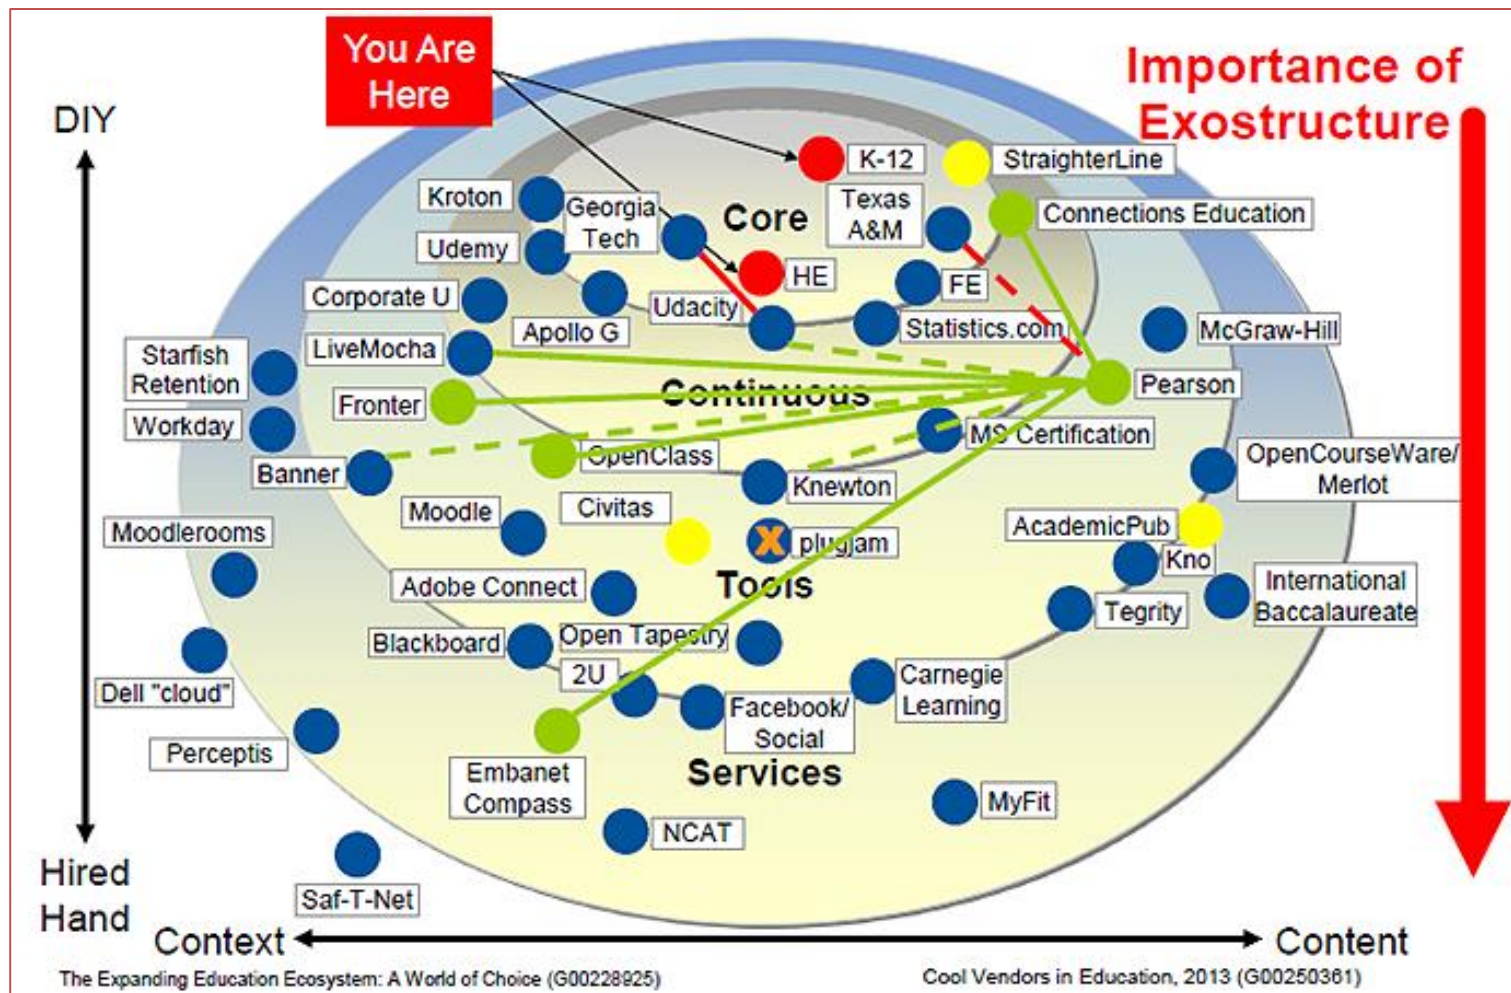 You Are
Here
Importance of
Exostructure
DIY
K-12
StraighterLine
Kroton
Georgia
Tech
Core
Texas
A&M
Connections Education
Udemy
HE
FE
Corporate U
Udacity
Apollo G
Statistics.com
McGraw-Hill
Starfish
Retention
LiveMocha
Pearson
Fronter
Continuous
Workday
MS Certification
Banner
OpenClass
Knewton
OpenCourseWare/
Merlot
Moodle
Civitas
AcademicPub
Moodlerooms
X
plugjam
Kno
Adobe Connect
Tools
International
Baccalaureate
Tegrity
Blackboard
Open Tapestry
2U
Carnegie
Learning
Dell "cloud"
Facebook/
Social
Perceptis
Embanet
Compass
Services
MyFit
NCAT
Hired
Hand
Saf-T-Net
Context
Content
The Expanding Education Ecosystem: A World of Choice (G00228925)
Cool Vendors in Education, 2013 (G00250361)